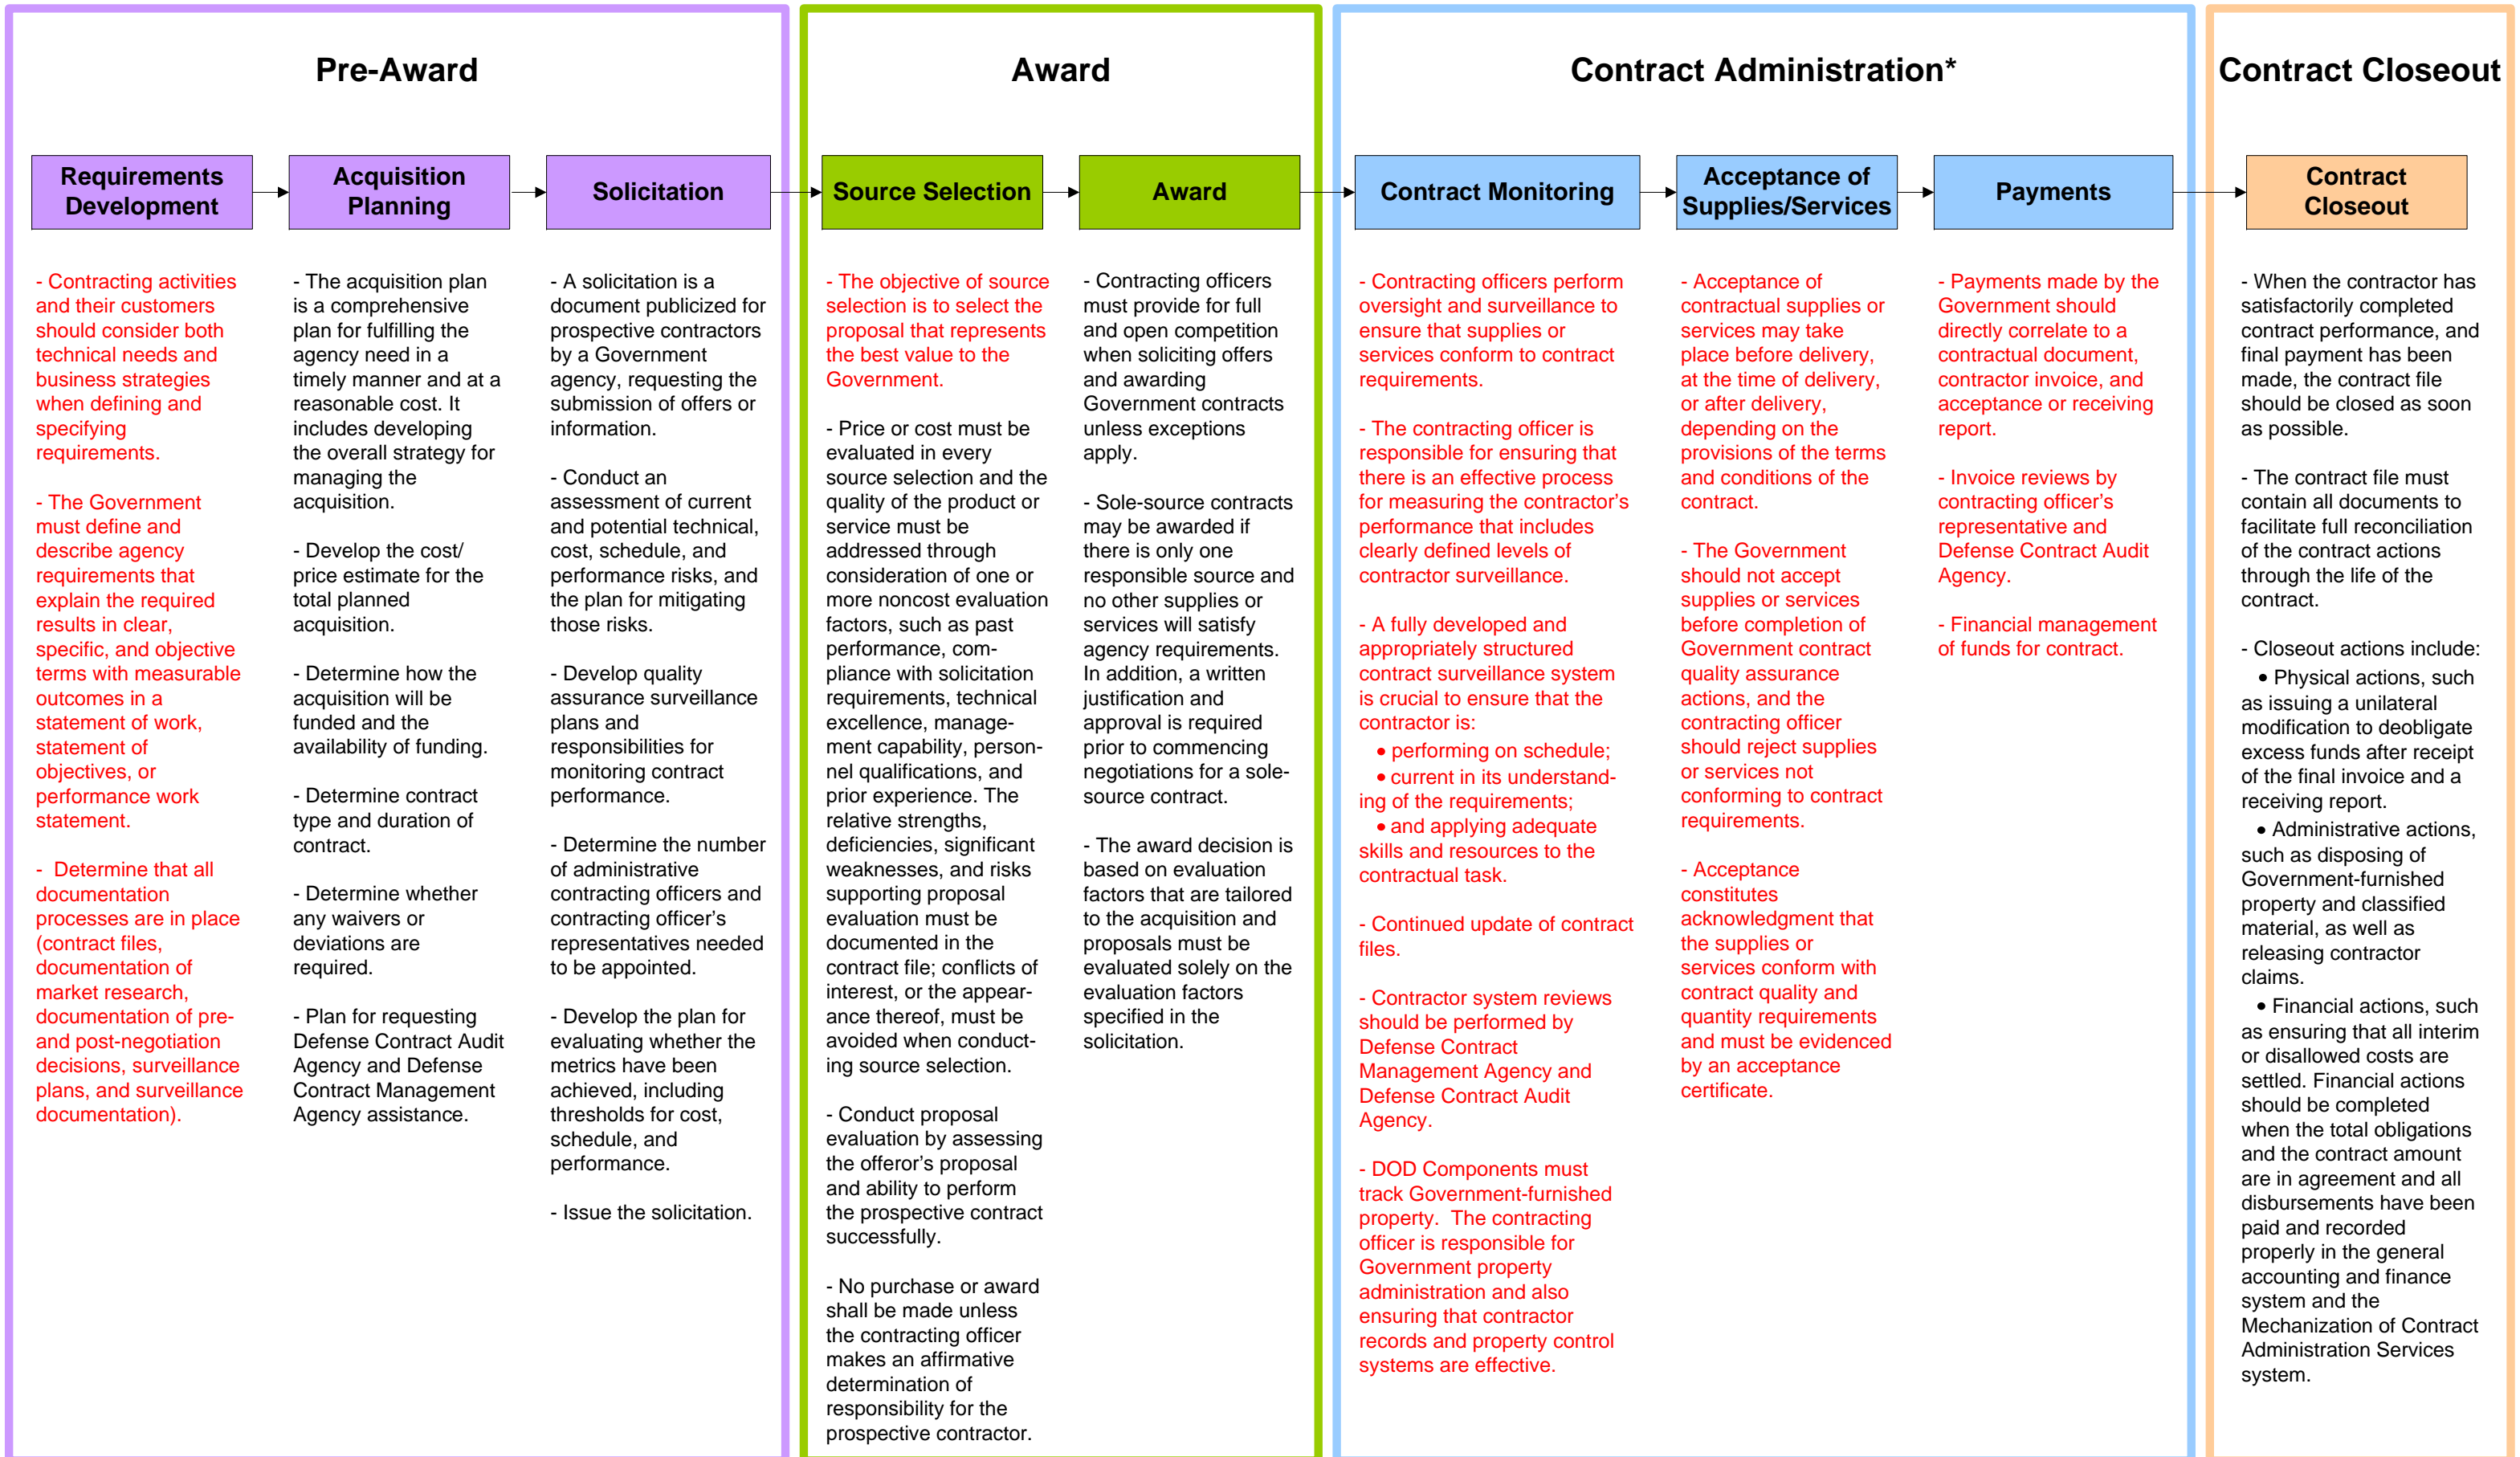 Pre-Award
Requirements
Development
Acquisition
Planning
Solicitation
- Contracting activities
and their customers
should consider both
technical needs and
business strategies
when defining and
specifying
requirements.
- The Government
must define and
describe agency
requirements that
explain the required
results in clear,
specific, and objective
terms with measurable
outcomes in a
statement of work,
statement of
objectives, or
performance work
statement.
- Determine that all
documentation
processes are in place
(contract files,
documentation of
market research,
documentation of pre-
and post-negotiation
decisions, surveillance
plans, and surveillance
documentation).
- The acquisition plan
is a comprehensive
plan for fulfilling the
agency need in a
timely manner and at a
reasonable cost. It
includes developing
the overall strategy for
managing the
acquisition.
- Develop the cost/
price estimate for the
total planned
acquisition.
- Determine how the
acquisition will be
funded and the
availability of funding.
- Determine contract
type and duration of
contract.
- Determine whether
any waivers or
deviations are
required.
- Plan for requesting
Defense Contract Audit
Agency and Defense
Contract Management
Agency assistance.
- A solicitation is a
document publicized for
prospective contractors
by a Government
agency, requesting the
submission of offers or
information.
- Conduct an
assessment of current
and potential technical,
cost, schedule, and
performance risks, and
the plan for mitigating
those risks.
- Develop quality
assurance surveillance
plans and
responsibilities for
monitoring contract
performance.
- Determine the number
of administrative
contracting officers and
contracting officer's
representatives needed
to be appointed.
- Develop the plan for
evaluating whether the
metrics have been
achieved, including
thresholds for cost,
schedule, and
performance.
- Issue the solicitation.
Award
Source Selection
Award
- The objective of source
selection is to select the
proposal that represents
the best value to the
Government.
- Price or cost must be
evaluated in every
source selection and the
quality of the product or
service must be
addressed through
consideration of one or
more noncost evaluation
factors, such as past
performance, com-
pliance with solicitation
requirements, technical
excellence, manage-
ment capability, person-
nel qualifications, and
prior experience. The
relative strengths,
deficiencies, significant
weaknesses, and risks
supporting proposal
evaluation must be
documented in the
contract file; conflicts of
interest, or the appear-
ance thereof, must be
avoided when conduct-
ing source selection.
- Conduct proposal
evaluation by assessing
the offeror's proposal
and ability to perform
the prospective contract
successfully.
- No purchase or award
shall be made unless
the contracting officer
makes an affirmative
determination of
responsibility for the
prospective contractor.
- Contracting officers
must provide for full
and open competition
when soliciting offers
and awarding
Government contracts
unless exceptions
apply.
- Sole-source contracts
may be awarded if
there is only one
responsible source and
no other supplies or
services will satisfy
agency requirements.
In addition, a written
justification and
approval is required
prior to commencing
negotiations for a sole-
source contract.
- The award decision is
based on evaluation
factors that are tailored
to the acquisition and
proposals must be
evaluated solely on the
evaluation factors
specified in the
solicitation.
Contract Administration*
Contract Monitoring
Acceptance of
Supplies/Services
Payments
- Contracting officers perform
oversight and surveillance to
ensure that supplies or
services conform to contract
requirements.
- The contracting officer is
responsible for ensuring that
there is an effective process
for measuring the contractor's
performance that includes
clearly defined levels of
contractor surveillance.
- A fully developed and
appropriately structured
contract surveillance system
is crucial to ensure that the
contractor is:
• performing on schedule;
• current in its understand-
ing of the requirements;
• and applying adequate
skills and resources to the
contractual task.
- Continued update of contract
files.
- Contractor system reviews
should be performed by
Defense Contract
Management Agency and
Defense Contract Audit
Agency.
- DOD Components must
track Government-furnished
property. The contracting
officer is responsible for
Government property
administration and also
ensuring that contractor
records and property control
systems are effective.
- Acceptance of
contractual supplies or
services may take
place before delivery,
at the time of delivery,
or after delivery,
depending on the
provisions of the terms
and conditions of the
contract.
- The Government
should not accept
supplies or services
before completion of
Government contract
quality assurance
actions, and the
contracting officer
should reject supplies
or services not
conforming to contract
requirements.
- Acceptance
constitutes
acknowledgment that
the supplies or
services conform with
contract quality and
quantity requirements
and must be evidenced
by an acceptance
certificate.
- Payments made by the
Government should
directly correlate to a
contractual document,
contractor invoice, and
acceptance or receiving
report.
- Invoice reviews by
contracting officer's
representative and
Defense Contract Audit
Agency.
- Financial management
of funds for contract.
Contract Closeout
Contract
Closeout
- When the contractor has
satisfactorily completed
contract performance, and
final payment has been
made, the contract file
should be closed as soon
as possible.
- The contract file must
contain all documents to
facilitate full reconciliation
of the contract actions
through the life of the
contract.
- Closeout actions include:
• Physical actions, such
as issuing a unilateral
modification to deobligate
excess funds after receipt
of the final invoice and a
receiving report.
• Administrative actions,
such as disposing of
Government-furnished
property and classified
material, as well as
releasing contractor
claims.
• Financial actions, such
as ensuring that all interim
or disallowed costs are
settled. Financial actions
should be completed
when the total obligations
and the contract amount
are in agreement and all
disbursements have been
paid and recorded
properly in the general
accounting and finance
system and the
Mechanization of Contract
Administration Services
system.